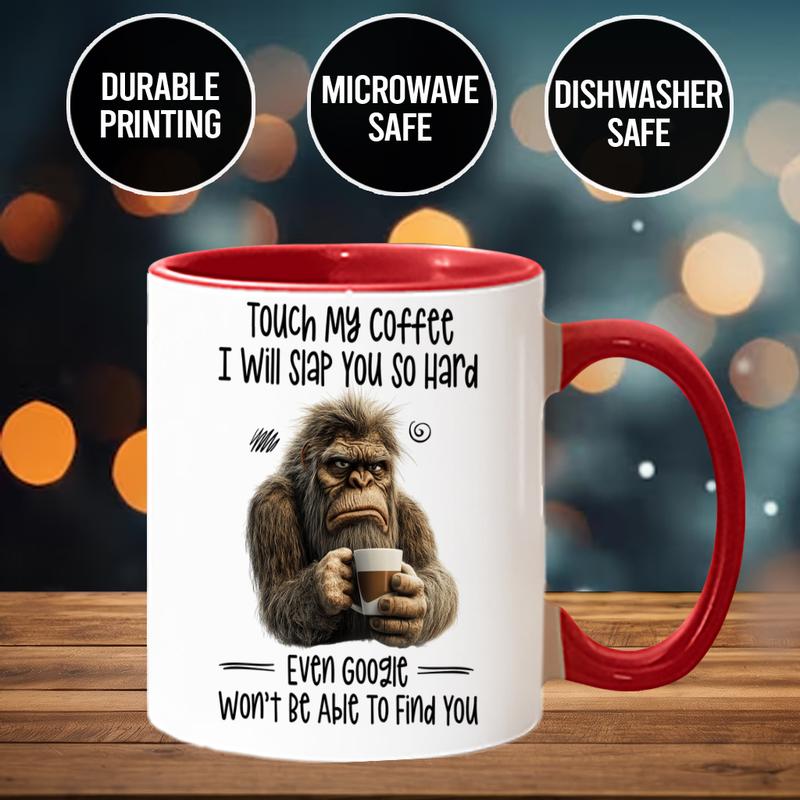 DURABLE
PRINTING
MICROWAVE
SAFE
DISHWASHER
SAFE
Touch My Coffee
I Will Slap You So Hard
Even Google
Won't Be Able To Find You